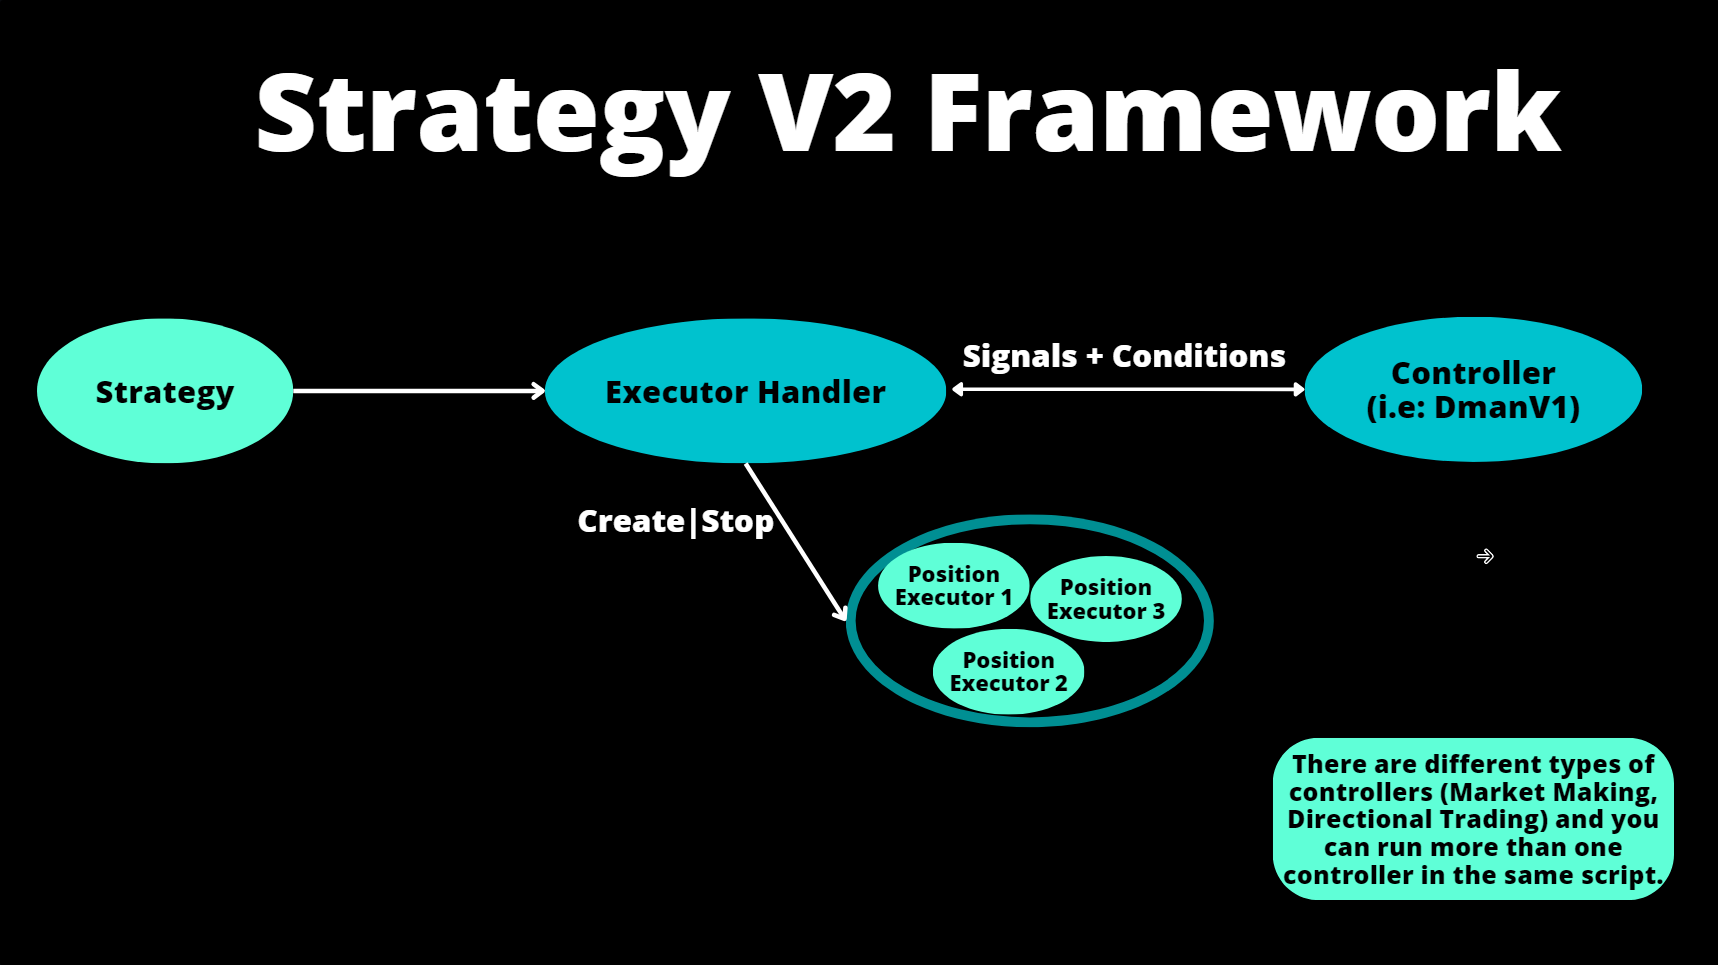 Strategy V2 Framework
Strategy
Executor Handler
Signals + Conditions
Controller
(i.e: DmanV1)
Create|Stop
Position
Executor 1
Position
Executor 3
Position
Executor 2
There are different types of
controllers (Market Making,
Directional Trading) and you
can run more than one
controller in the same script.